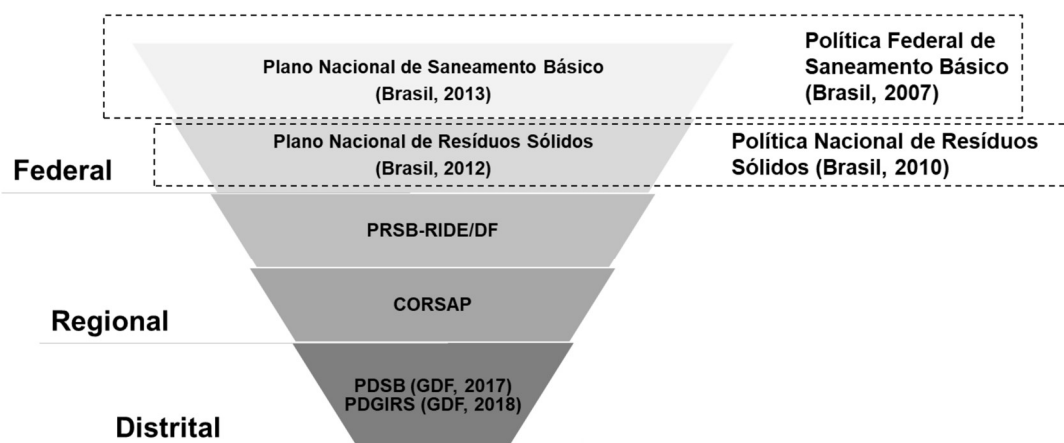 Plano Nacional de Saneamento Básico
(Brasil, 2013)
Política Federal de
Saneamento Básico
(Brasil, 2007)
Plano Nacional de Resíduos Sólidos
(Brasil, 2012)
Política Nacional de Resíduos
Sólidos (Brasil, 2010)
Federal
PRSB-RIDE/DF
CORSAP
Regional
PDSB (GDF, 2017)
PDGIRS (GDF, 2018)
Distrital